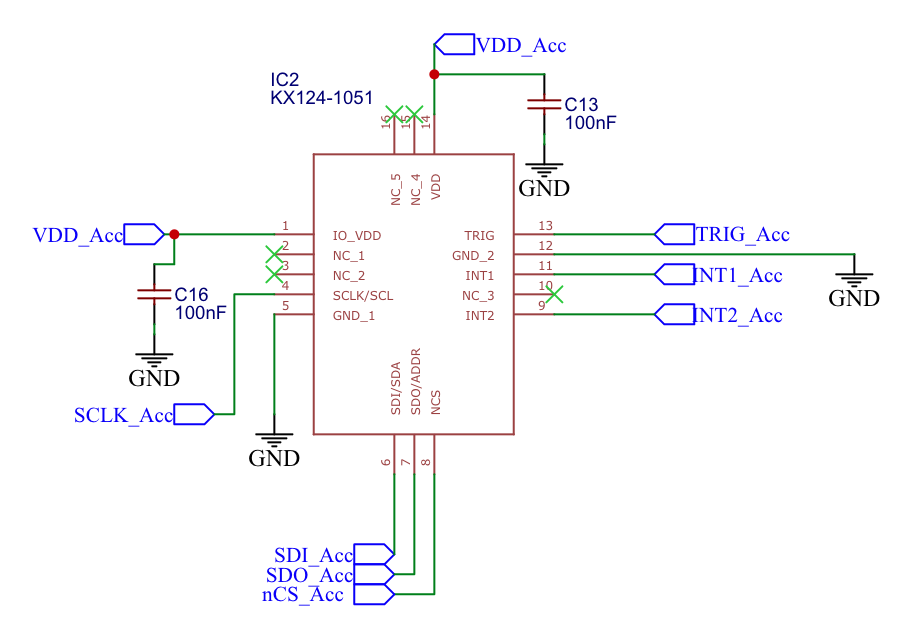 VDD_Acc
IC2
KX124-1051
C13
100nF
16
15
14
GND
NC_5
NC_4
VDD
VDD_Acc
1
IO_VDD
TRIG
13
TRIG_Acc
2
NC_1
GND_2
12
3
NC_2
INT1
11
INT1_Acc
4
SCLK/SCL
NC_3
10
5
GND_1
INT2
9
INT2_Acc
GND
C16
100nF
GND
SCLK_Acc
SDI/SDA
SDO/ADDR
NCS
GND
6
7
8
SDI_Acc
SDO_Acc
nCS_Acc